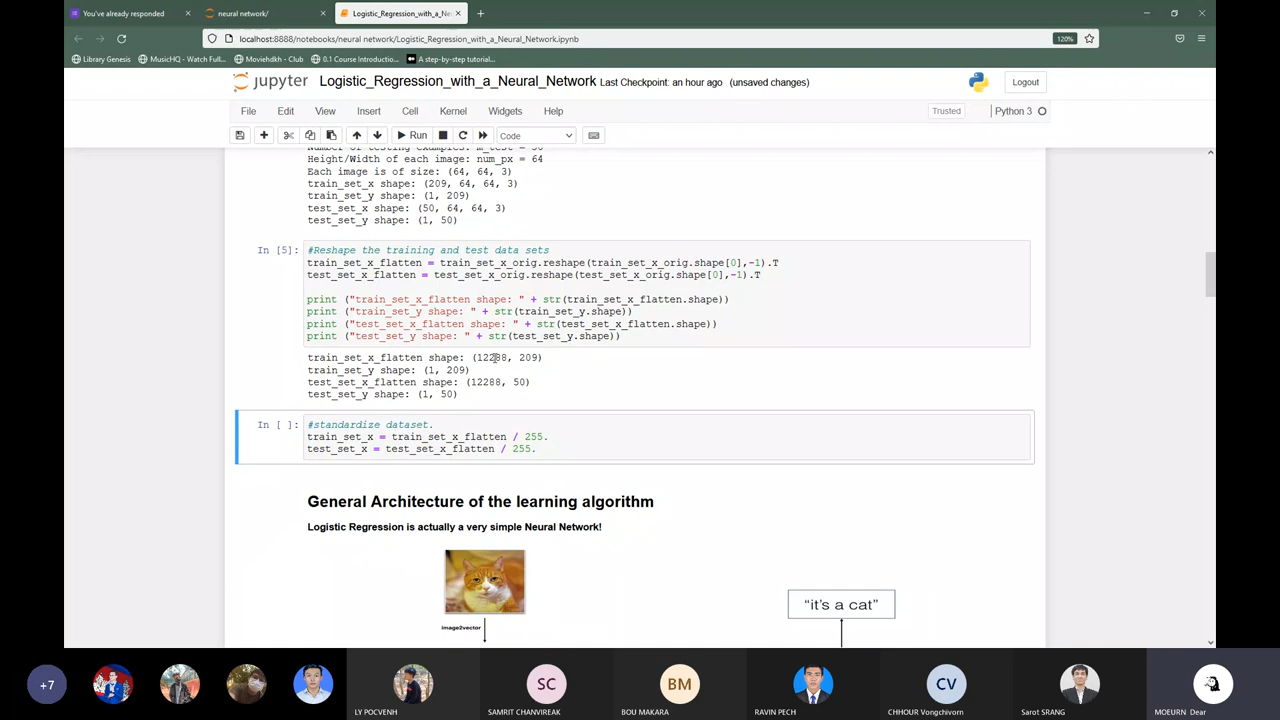 You've already responded
neural network/
Logistic_Regression_with_a_Ne
localhost:8888/notebooks/neural network/Logistic_Regression_with_a_Neural_Network.ipynb
120%
Library Genesis
MusicHQ - Watch Full...
Moviehdkh - Club
0.1 Course Introductio...
A step-by-step tutorial...
jupyter
Logistic_Regression_with_a_Neural_Network Last Checkpoint: an hour ago (unsaved changes)
Logout
File Edit View Insert Cell Kernel Widgets Help
Trusted
Python 3
Run
Code
Number of testing examples: m_test = 50
Height/Width of each image: num_px = 64
Each image is of size: (64, 64, 3)
train_set_x shape: (209, 64, 64, 3)
train_set_y shape: (1, 209)
test_set_x shape: (50, 64, 64, 3)
test_set_y shape: (1, 50)
In [5]:
#Reshape the training and test data sets
train_set_x_flatten = train_set_x_orig.reshape(train_set_x_orig.shape[0],-1).T
test_set_x_flatten = test_set_x_orig.reshape(test_set_x_orig.shape[0],-1).T
print ("train_set_x_flatten shape: " + str(train_set_x_flatten.shape))
print ("train_set_y shape: " + str(train_set_y.shape))
print ("test_set_x_flatten shape: " + str(test_set_x_flatten.shape))
print ("test_set_y shape: " + str(test_set_y.shape))
train_set_x_flatten shape: (12288, 209)
train_set_y shape: (1, 209)
test_set_x_flatten shape: (12288, 50)
test_set_y shape: (1, 50)
In [ ]:
#standardize dataset.
train_set_x = train_set_x_flatten / 255.
test_set_x = test_set_x_flatten / 255.
General Architecture of the learning algorithm
Logistic Regression is actually a very simple Neural Network!
"it's a cat"
image2vector
+7
SC
BM
CV
LY POCVENH
SAMRIT CHANVIREAK
BOU MAKARA
RAVIN PECH
CHHOUR Vongchivorn
Sarot SRANG
MOEURN Dear